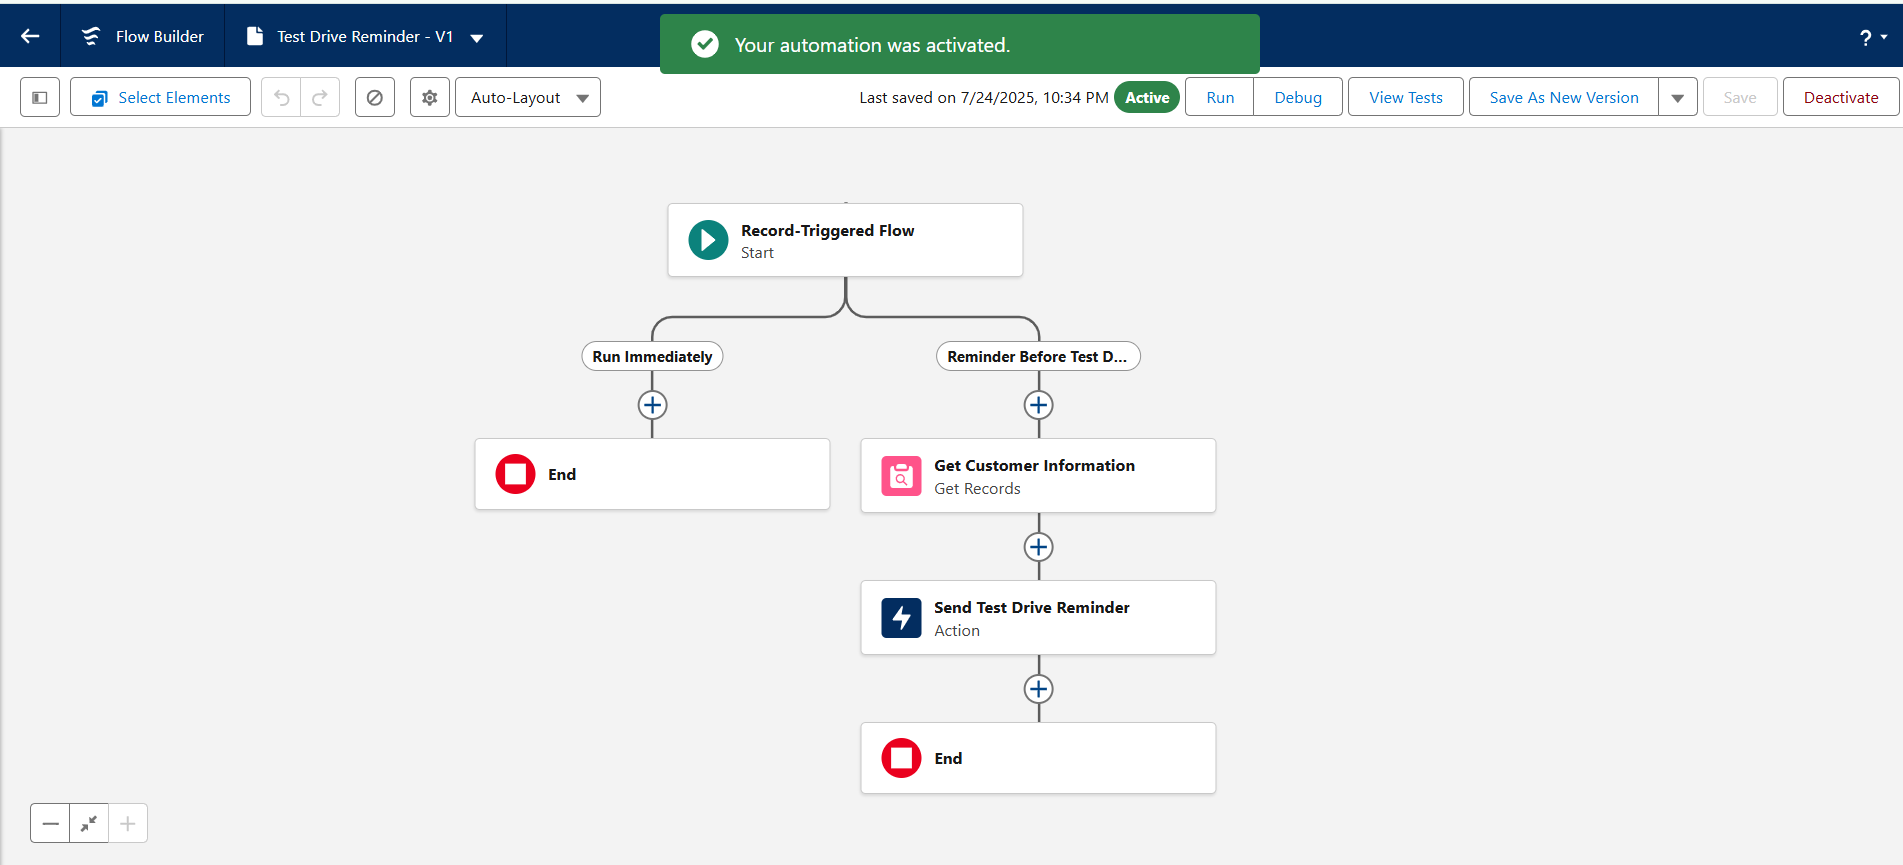 Flow Builder
Test Drive Reminder - V1
Your automation was activated.
?
Select Elements
Auto-Layout
Last saved on 7/24/2025, 10:34 PM
Active
Run
Debug
View Tests
Save As New Version
Save
Deactivate
Record-Triggered Flow
Start
Run Immediately
Reminder Before Test D...
End
Get Customer Information
Get Records
Send Test Drive Reminder
Action
End